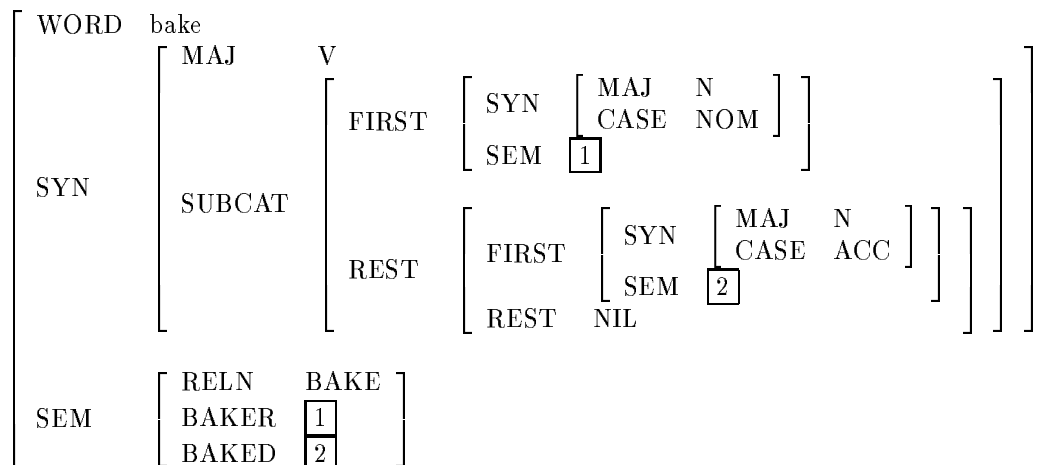 WORD bake
MAJ V
FIRST SYN MAJ N
CASE NOM
SEM 1
SYN SUBCAT
REST FIRST SYN MAJ N
CASE ACC
SEM 2
REST NIL
SEM RELN BAKE
BAKER 1
BAKED 2